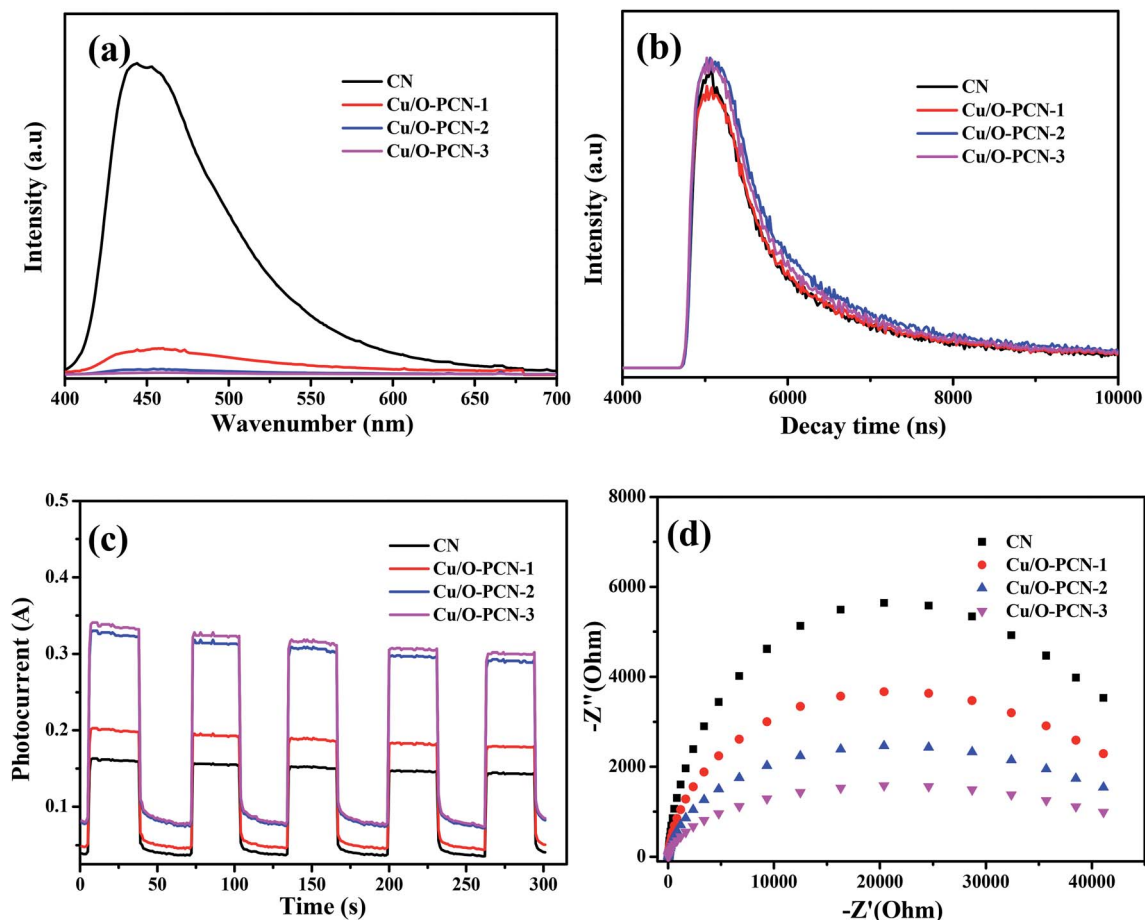 (a)
CN
Cu/O-PCN-1
Cu/O-PCN-2
Cu/O-PCN-3
Intensity (a.u)
400 450 500 550 600 650 700
Wavenumber (nm)
(b)
CN
Cu/O-PCN-1
Cu/O-PCN-2
Cu/O-PCN-3
Intensity (a.u)
4000 6000 8000 10000
Decay time (ns)
(c)
CN
Cu/O-PCN-1
Cu/O-PCN-2
Cu/O-PCN-3
Photocurrent (A)
0.5
0.4
0.3
0.2
0.1
0 50 100 150 200 250 300
Time (s)
(d)
CN
Cu/O-PCN-1
Cu/O-PCN-2
Cu/O-PCN-3
-Z''(Ohm)
8000
6000
4000
2000
0
0 10000 20000 30000 40000
-Z'(Ohm)